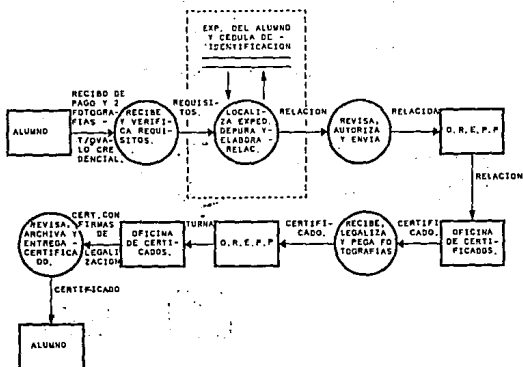 EXP. DEL ALUMNO
Y CEDULA DE -
IDENTIFICACION
RECIBO DE
PAGO Y 2
FOTOGRA-
FIAS -
Y/OVA-
LO CRE
DENCIAL.
ALUMNO
RECIBE
Y VERIFI-
CA REQUI-
SITOS.
REQUISI-
TOS.
LOCALI-
ZA EXPED.
DEPURA Y-
ELABORA
RELAC.
RELACION
REVISA,
AUTORIZA
Y ENVIA
RELACION
O.R.E.P.P
RELACION
OFICINA
DE CERTI-
FICADOS.
CERTIFI-
CADO.
RECIBE,
LEGALIZA
Y PEGA FO
TOGRAFIAS
CERTIFI-
CADO.
O.R.E.P.P
TURNA
OFICINA
DE CERTI-
CADOS.
CERT.CON
FIRMAS
DE
LEGALI
ZACION
REVISA,
ARCHIVA Y
ENTREGA -
CERTIFICA
DO.
CERTIFICADO
ALUMNO